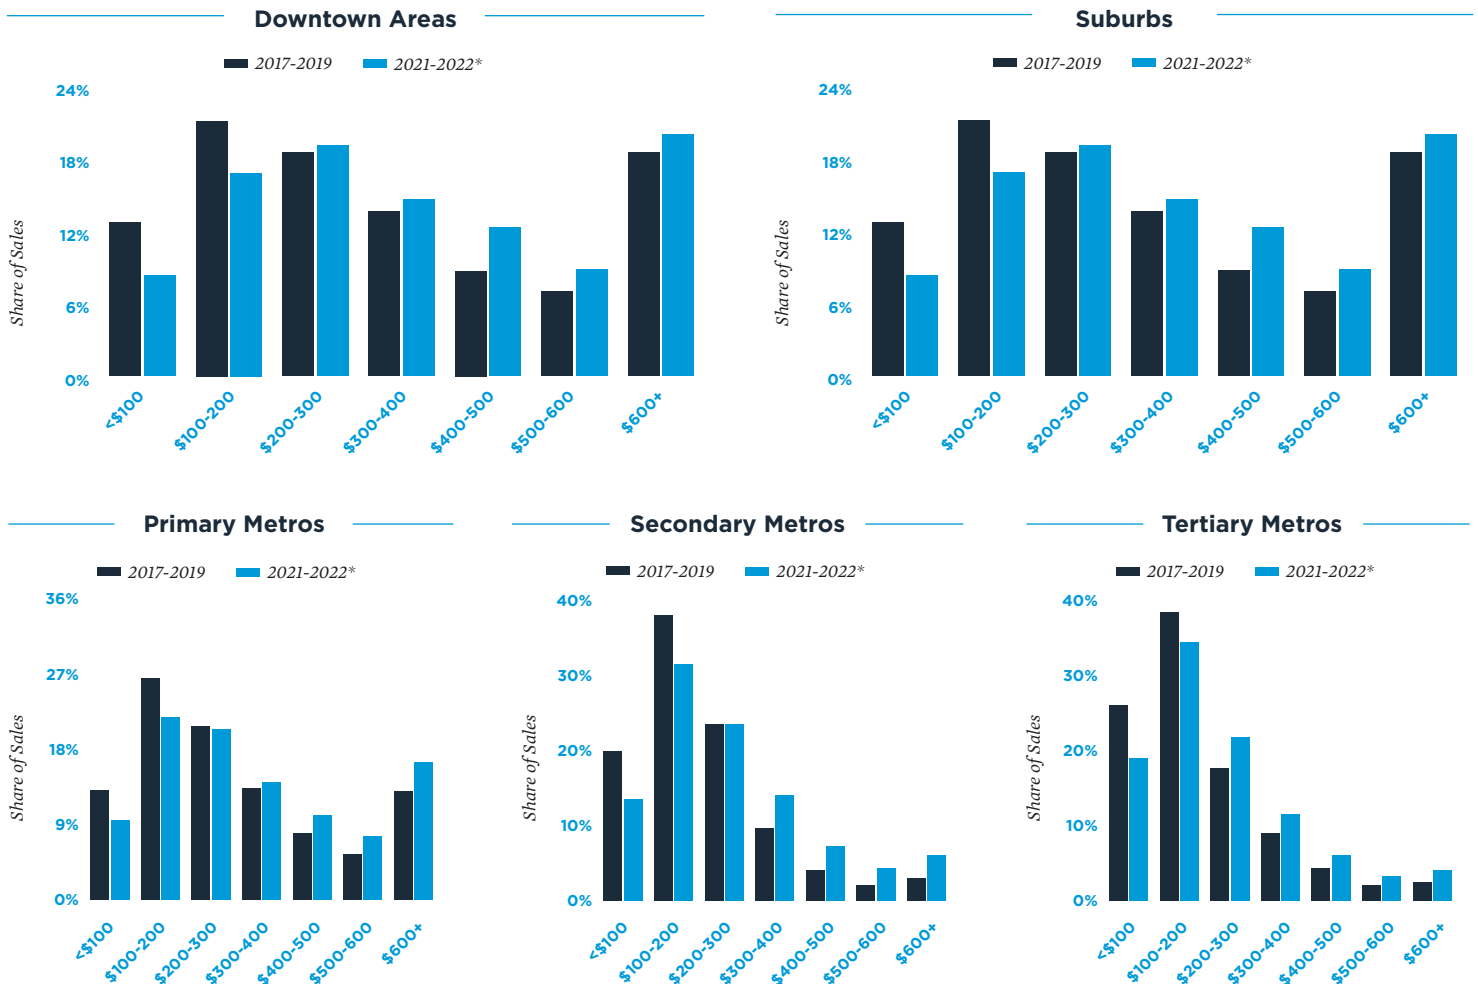 Downtown Areas
2017-2019 2021-2022*
24%
18%
12%
6%
0%
Share of Sales
<$100 $100-200 $200-300 $300-400 $400-500 $500-600 $600+
Suburbs
2017-2019 2021-2022*
24%
18%
12%
6%
0%
Share of Sales
<$100 $100-200 $200-300 $300-400 $400-500 $500-600 $600+
Primary Metros
2017-2019 2021-2022*
36%
27%
18%
9%
0%
Share of Sales
<$100 $100-200 $200-300 $300-400 $400-500 $500-600 $600+
Secondary Metros
2017-2019 2021-2022*
40%
30%
20%
10%
0%
Share of Sales
<$100 $100-200 $200-300 $300-400 $400-500 $500-600 $600+
Tertiary Metros
2017-2019 2021-2022*
40%
30%
20%
10%
0%
Share of Sales
<$100 $100-200 $200-300 $300-400 $400-500 $500-600 $600+